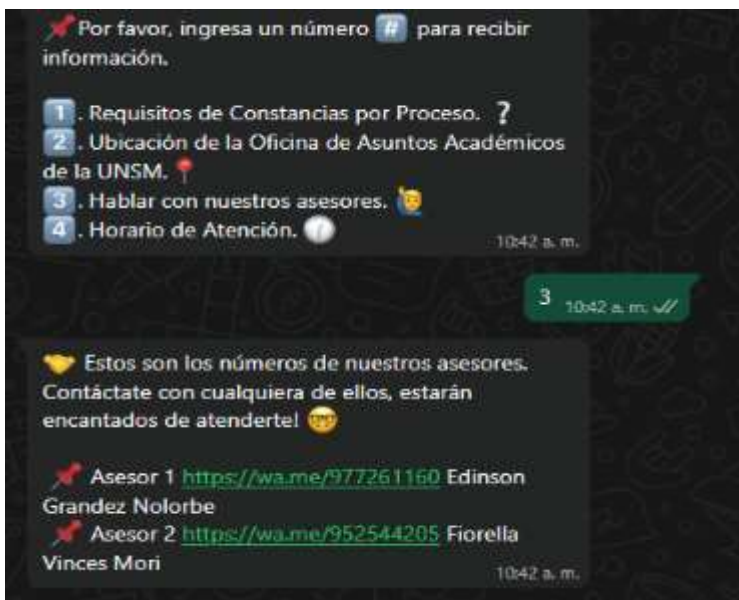 📌Por favor, ingresa un número #️⃣ para recibir
información.
1️⃣. Requisitos de Constancias por Proceso. ❔
2️⃣. Ubicación de la Oficina de Asuntos Académicos
de la UNSM.📍
3️⃣. Hablar con nuestros asesores. 🙋
4️⃣. Horario de Atención. 🕐
10:42 a. m.
3 10:42 a. m.
🤝 Estos son los números de nuestros asesores.
Contáctate con cualquiera de ellos, estarán
encantados de atenderte! 🤓
📌 Asesor 1 https://wa.me/977261160 Edinson
Grandez Nolorbe
📌 Asesor 2 https://wa.me/952544205 Fiorella
Vinces Mori
10:42 a. m.